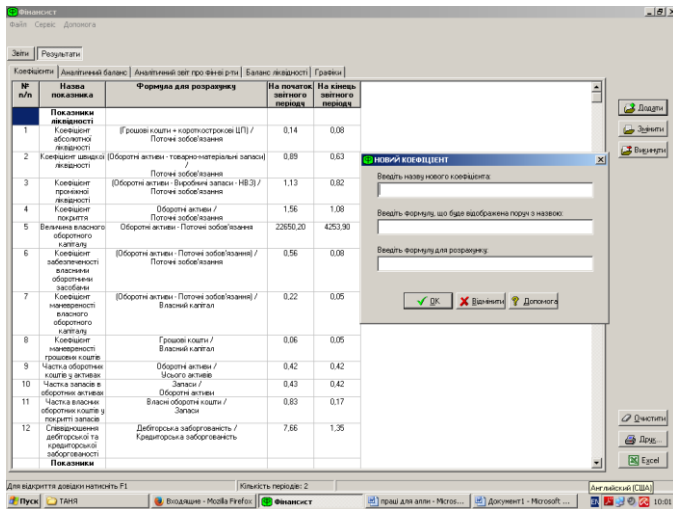 Фінансист
Файл Сервіс Допомога
Звіти Результати
Коефіцієнти Аналітичний баланс Аналітичний звіт про фін-ві р-ти Баланс ліквідності Графіки
№ п/п
Назва показника
Формула для розрахунку
На початок звітного періоду
На кінець звітного періоду
Показники
ліквідності
1 Коефіцієнт (Грошові кошти + короткострокові ЦП) / 0,14 0,08
абсолютної Поточні зобов'язання
ліквідності
2 Коефіцієнт швидкої (Оборотні активи - товарно-матеріальні запаси) 0,89 0,63
ліквідності /
Поточні зобов'язання
3 Коефіцієнт (Оборотні активи - Виробничі запаси - НВЗ) / 1,13 0,82
проміжної Поточні зобов'язання
ліквідності
4 Коефіцієнт Оборотні активи / 1,56 1,08
покриття Поточні зобов'язання
5 Величина власного Оборотні активи - Поточні зобов'язання 22650,20 4253,90
оборотного
капіталу
6 Коефіцієнт (Оборотні активи - Поточні зобов'язання) / 0,56 0,08
забезпеченості Поточні зобов'язання
власними
оборотними
засобами
7 Коефіцієнт (Оборотні активи - Поточні зобов'язання) / 0,22 0,05
маневреності Власний капітал
власного
оборотного
капіталу
8 Коефіцієнт Грошові кошти / 0,06 0,05
маневреності Власний капітал
грошових коштів
9 Частка оборотних Оборотні активи / 0,42 0,42
коштів у активах Усього активів
10 Частка запасів в Запаси / 0,43 0,42
оборотних активах Оборотні активи
11 Частка власних Власні оборотні кошти / 0,83 0,17
оборотних коштів у Запаси
покритті запасів
12 Співвідношення Дебіторська заборгованість / 7,66 1,35
дебіторської та Кредиторська заборгованість
кредиторської
заборгованості
Показники
НОВИЙ КОЕФІЦІЄНТ
Введіть назву нового коефіцієнта:
Введіть формулу, що буде відображена поруч з назвою:
Введіть формулу для розрахунку:
OK Відмінити Допомога
Додати
Змінити
Викинути
Очистити
Друк...
Excel
Для відкриття довідки натисніть F1 Кількість періодів: 2
Английский (США)
Пуск ТАНЯ Входящие - Mozilla Firefox Фінансист праці для апли - Micros... Документ1 - Microsoft ... EN 10:01